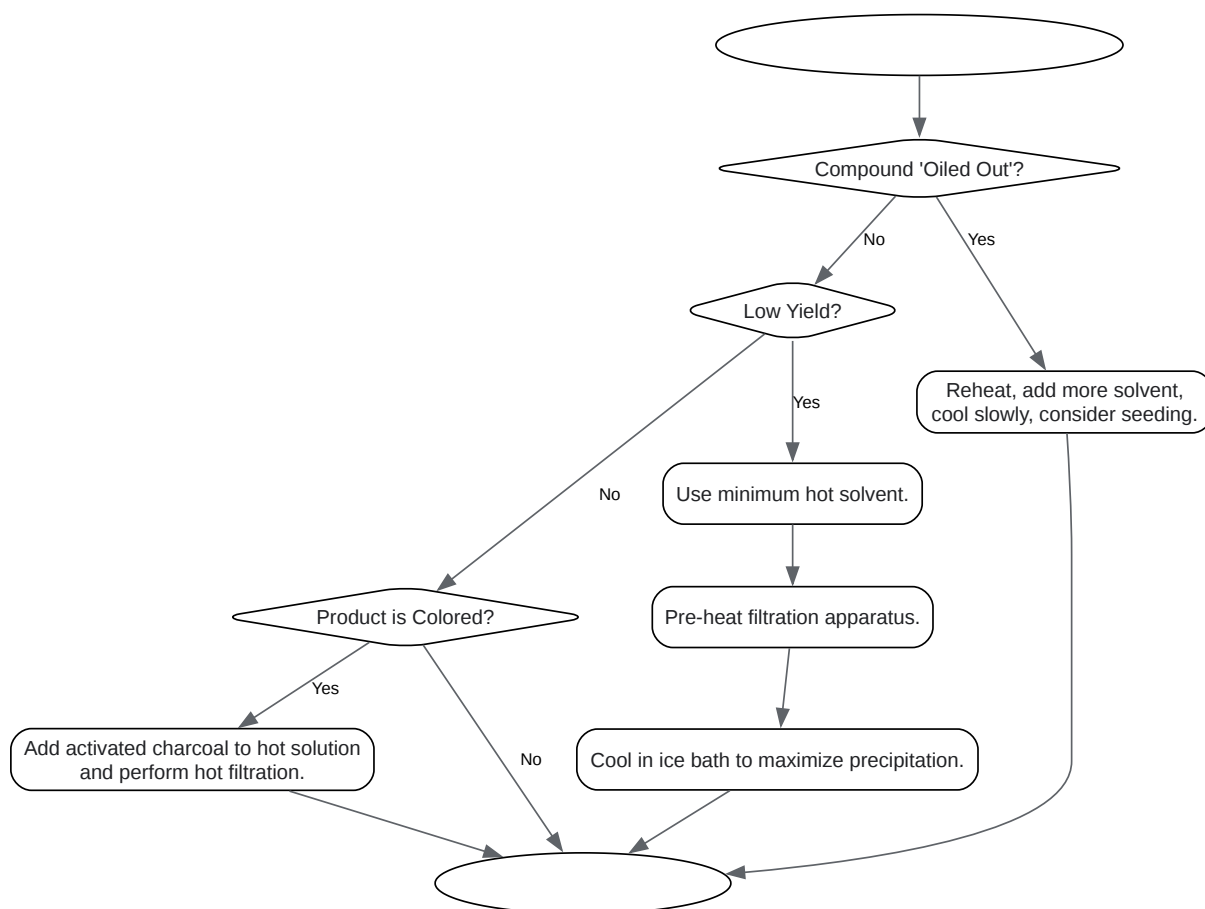 Compound 'Oiled Out'?
No
Yes
Low Yield?
Reheat, add more solvent,
cool slowly, consider seeding.
Yes
No
Use minimum hot solvent.
Pre-heat filtration apparatus.
Product is Colored?
Yes
Add activated charcoal to hot solution
and perform hot filtration.
No
Cool in ice bath to maximize precipitation.